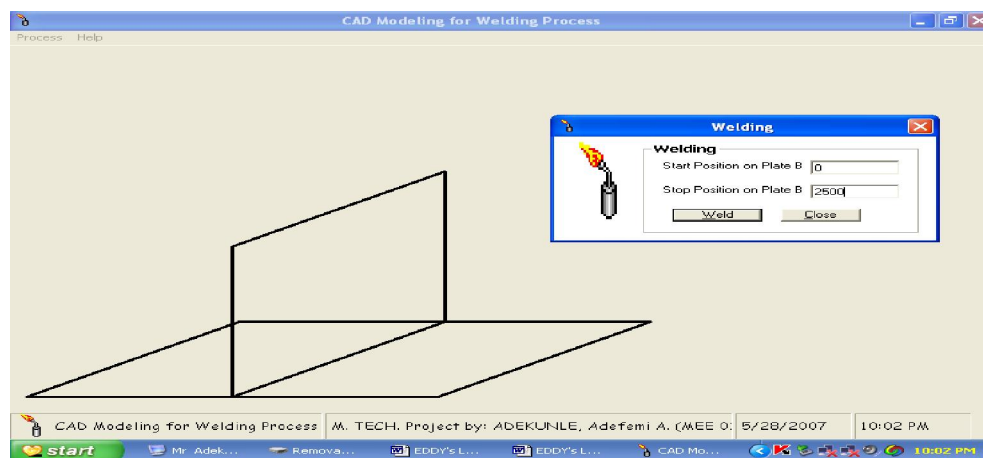 CAD Modeling for Welding Process
Process Help
Welding
Welding
Start Position on Plate B 0
Stop Position on Plate B 2500
Weld Close
CAD Modeling for Welding Process M. TECH. Project by: ADEKUNLE, Adefemi A. (MEE 0: 5/28/2007 10:02 PM
start Mr Adek... Remova... EDDY's L... EDDY's L... CAD Mo... 10:02 PM